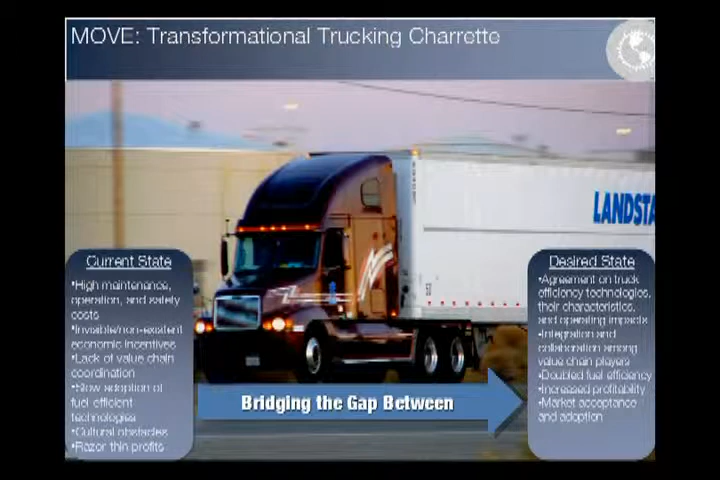 MOVE: Transformational Trucking Charrette
LANDSTA
Current State
•High maintenance,
operation, and safety
costs
•Invisible/non-existent
economic incentives
•Lack of value chain
coordination
•Slow adoption of
fuel efficient
technologies
•Cultural obstacles
•Razor thin profits
Bridging the Gap Between
Desired State
•Agreement on truck
efficiency technologies,
their characteristics,
and operating impacts
•Integration and
collaboration among
value chain players
•Doubled fuel efficiency
•Increased profitability
•Market acceptance
and adoption